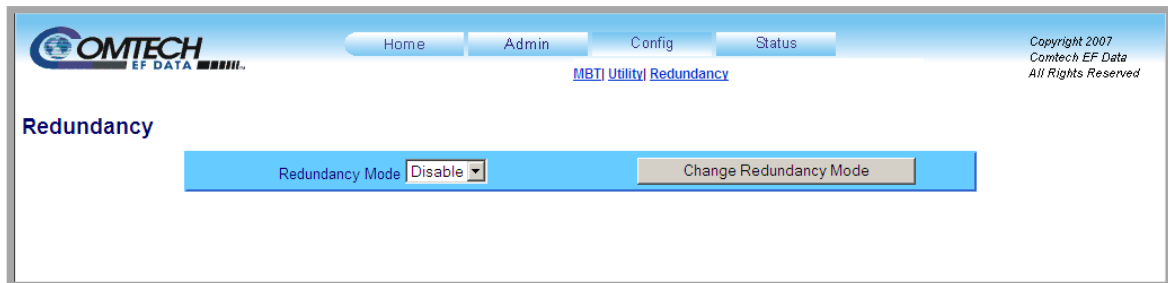 COMTECH
EF DATA
Home Admin Config Status
MBT| Utility| Redundancy
Copyright 2007
Comtech EF Data
All Rights Reserved
Redundancy
Redundancy Mode Disable Change Redundancy Mode